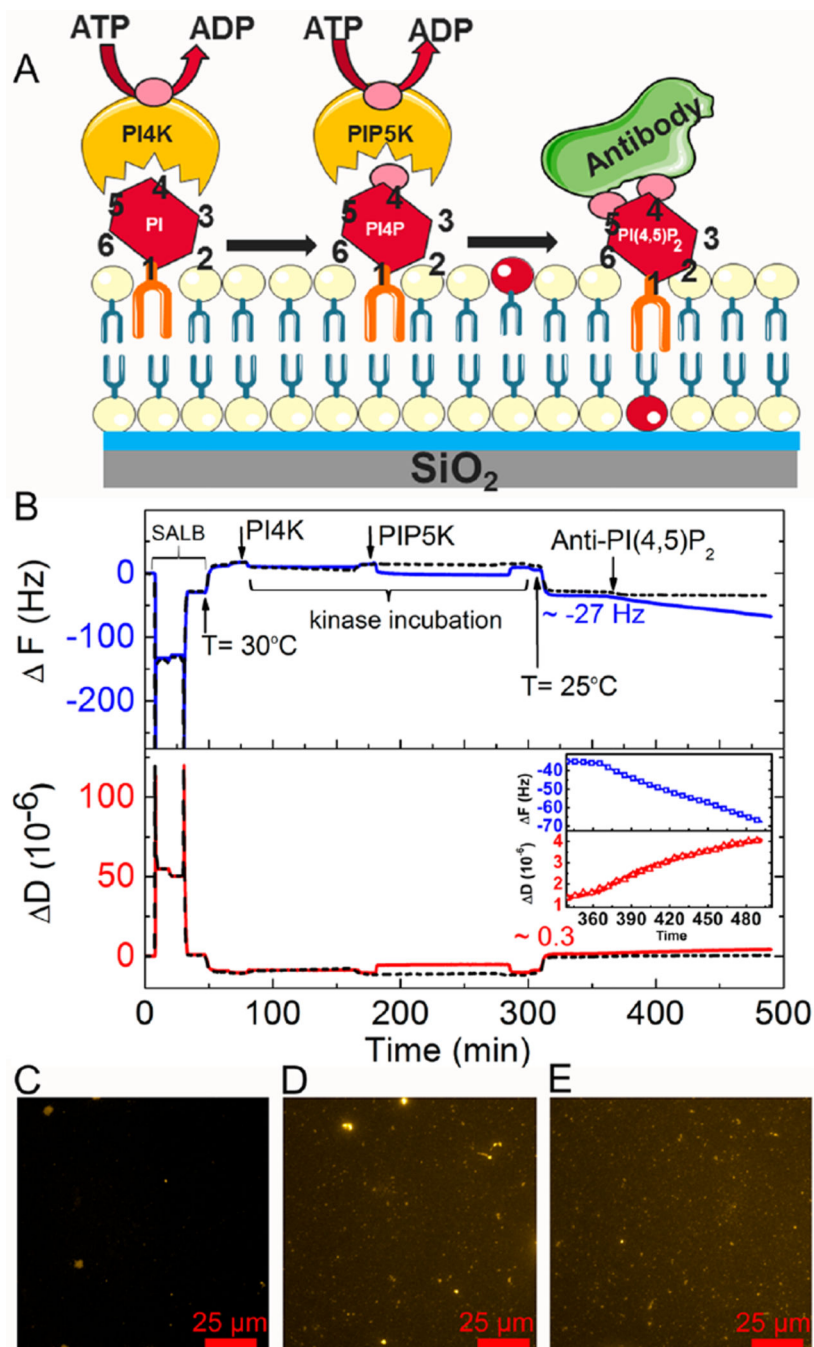 A
ATP ADP ATP ADP
PI4K PIP5K Antibody
5 4 3 6 PI 1 2
4 3 6 PI4P 1 2
5 4 3 6 PI(4,5)P2 1 2
SiO2
B
SALB PI4K PIP5K Anti-PI(4,5)P2
0
-100
-200
Δ F (Hz)
T= 30°C
kinase incubation
~ -27 Hz
T= 25°C
100
50
0
ΔD (10-6)
-40
-50
-60
-70
ΔF (Hz)
4
3
2
1
ΔD (10-6)
360 390 420 450 480
Time
~ 0.3
0 100 200 300 400 500
Time (min)
C D E
25 µm 25 µm 25 µm